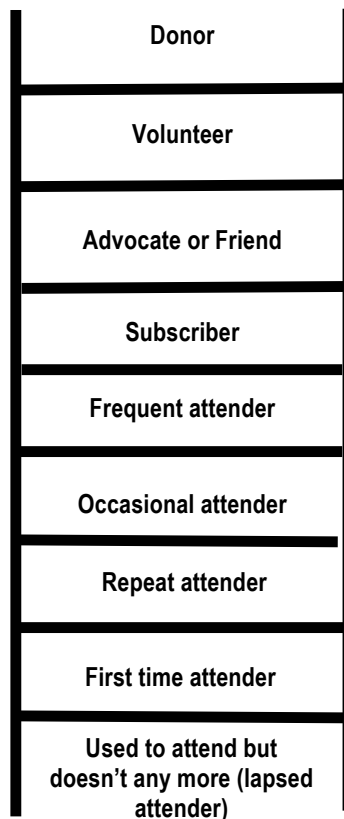 Donor
Volunteer
Advocate or Friend
Subscriber
Frequent attender
Occasional attender
Repeat attender
First time attender
Used to attend but
doesn’t any more (lapsed
attender)